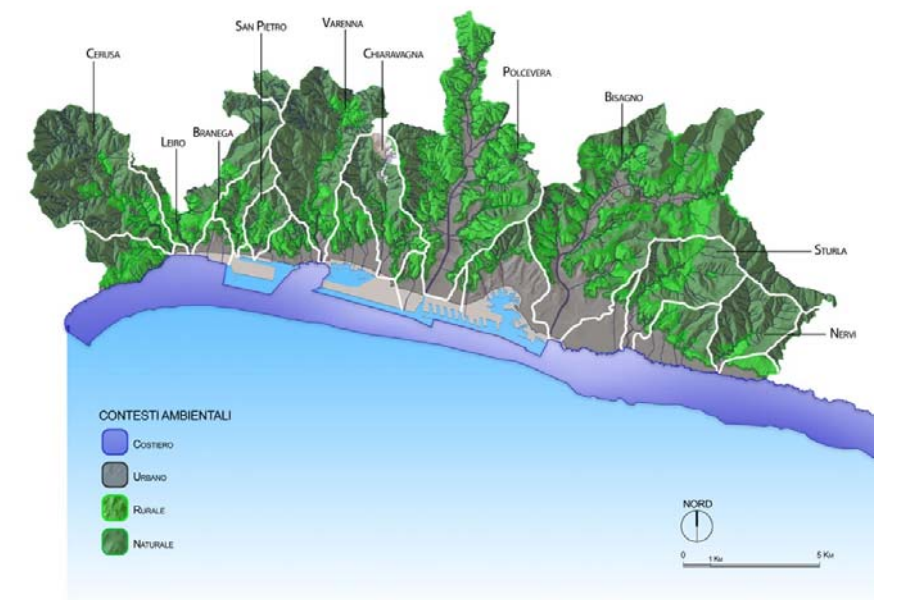 CERUSA
LEIRO
BRANEGA
SAN PIETRO
VARENNA
CHIARAVAGNA
POLCEVERA
BISAGNO
STURLA
NERVI
CONTESTI AMBIENTALI
COSTIERO
URBANO
RURALE
NATURALE
NORD
0 1 KM 5 KM